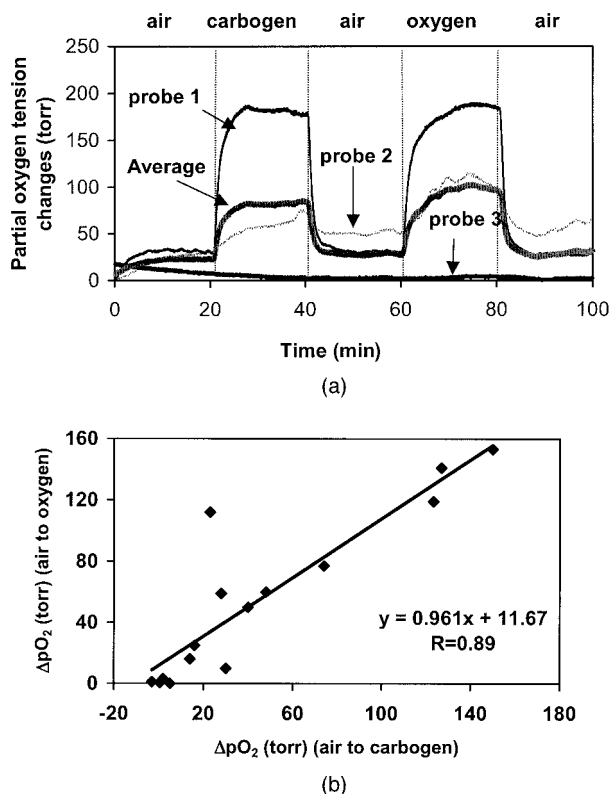 air carbogen air oxygen air
Partial oxygen tension
changes (torr)
250
200
150
100
50
0
probe 1
Average
probe 2
probe 3
0 20 40 60 80 100
Time (min)
(a)
ΔpO₂ (torr) (air to oxygen)
160
120
80
40
0
y = 0.961x + 11.67
R=0.89
-20 20 60 100 140 180
ΔpO₂ (torr) (air to carbogen)
(b)